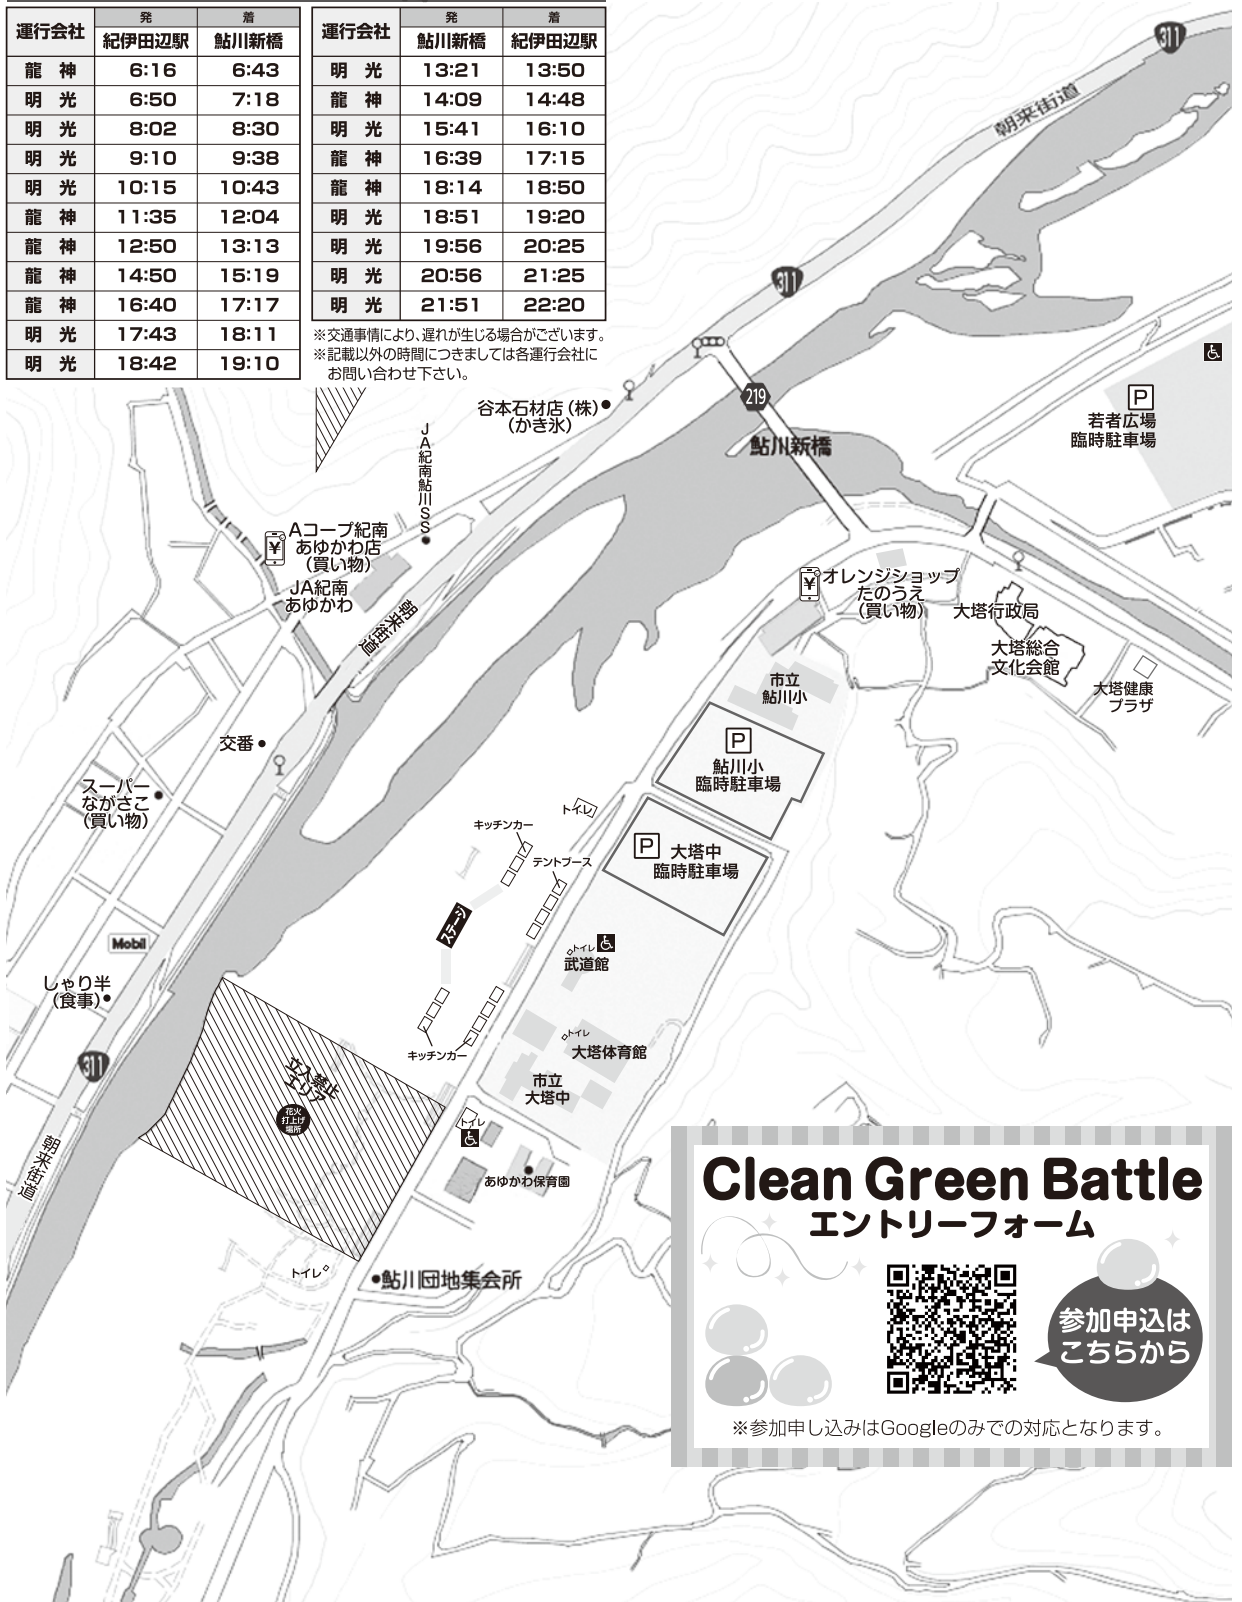 運行会社 発 着
紀伊田辺駅 鮎川新橋
龍神 6:16 6:43
明光 6:50 7:18
明光 8:02 8:30
明光 9:10 9:38
明光 10:15 10:43
龍神 11:35 12:04
龍神 12:50 13:13
龍神 14:50 15:19
龍神 16:40 17:17
明光 17:43 18:11
明光 18:42 19:10
運行会社 発 着
鮎川新橋 紀伊田辺駅
明光 13:21 13:50
龍神 14:09 14:48
明光 15:41 16:10
龍神 16:39 17:15
龍神 18:14 18:50
明光 18:51 19:20
明光 19:56 20:25
明光 20:56 21:25
明光 21:51 22:20
※交通事情により、遅れが生じる場合がございます。
※記載以外の時間につきましては各運行会社に
お問い合わせ下さい。
311
朝来街道
311
219
鮎川新橋
P
若者広場
臨時駐車場
谷本石材店(株)
(かき氷)
JA紀南鮎川SS
¥
Aコープ紀南
あゆかわ店
(買い物)
JA紀南
あゆかわ
朝来街道
¥
オレンジショップ
たのうえ
(買い物)
大塔行政局
大塔総合
文化会館
大塔健康
プラザ
市立
鮎川小
P
鮎川小
臨時駐車場
交番
スーパー
ながさこ
(買い物)
トイレ
キッチンカー
テントブース
P
大塔中
臨時駐車場
ステージ
トイレ
武道館
Mobil
しゃり半
(食事)
311
キッチンカー
トイレ
大塔体育館
市立
大塔中
立入禁止
エリア
花火
打上げ
場所
トイレ
あゆかわ保育園
朝来街道
トイレ
鮎川団地集会所
Clean Green Battle
エントリーフォーム
参加申込は
こちらから
※参加申し込みはGoogleのみでの対応となります。